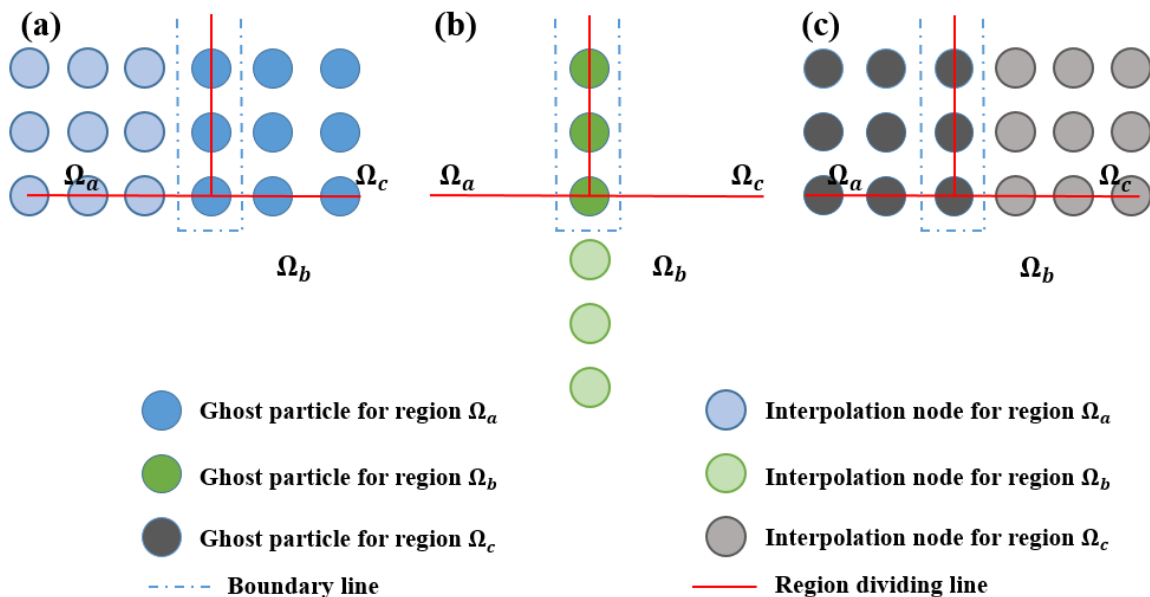 (a)
Ωa
Ωc
Ωb
(b)
Ωa
Ωc
Ωb
(c)
Ωa
Ωc
Ωb
Ghost particle for region Ωa
Interpolation node for region Ωa
Ghost particle for region Ωb
Interpolation node for region Ωb
Ghost particle for region Ωc
Interpolation node for region Ωc
Boundary line
Region dividing line